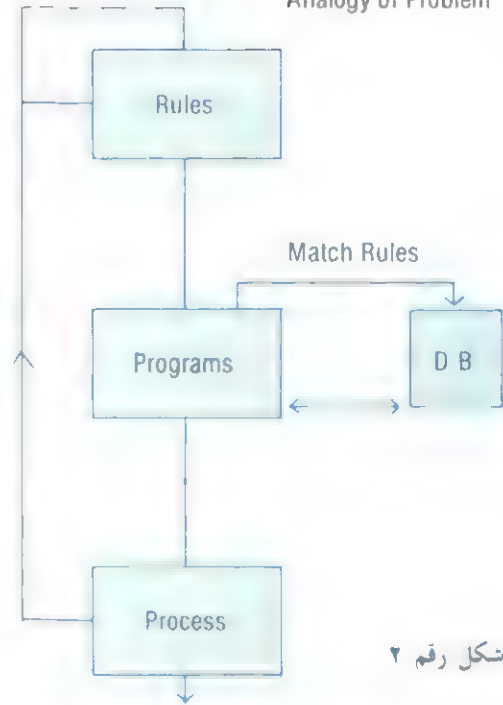 Analogy of Problem
Rules
Match Rules
Programs
D B
Process
شكل رقم ٢